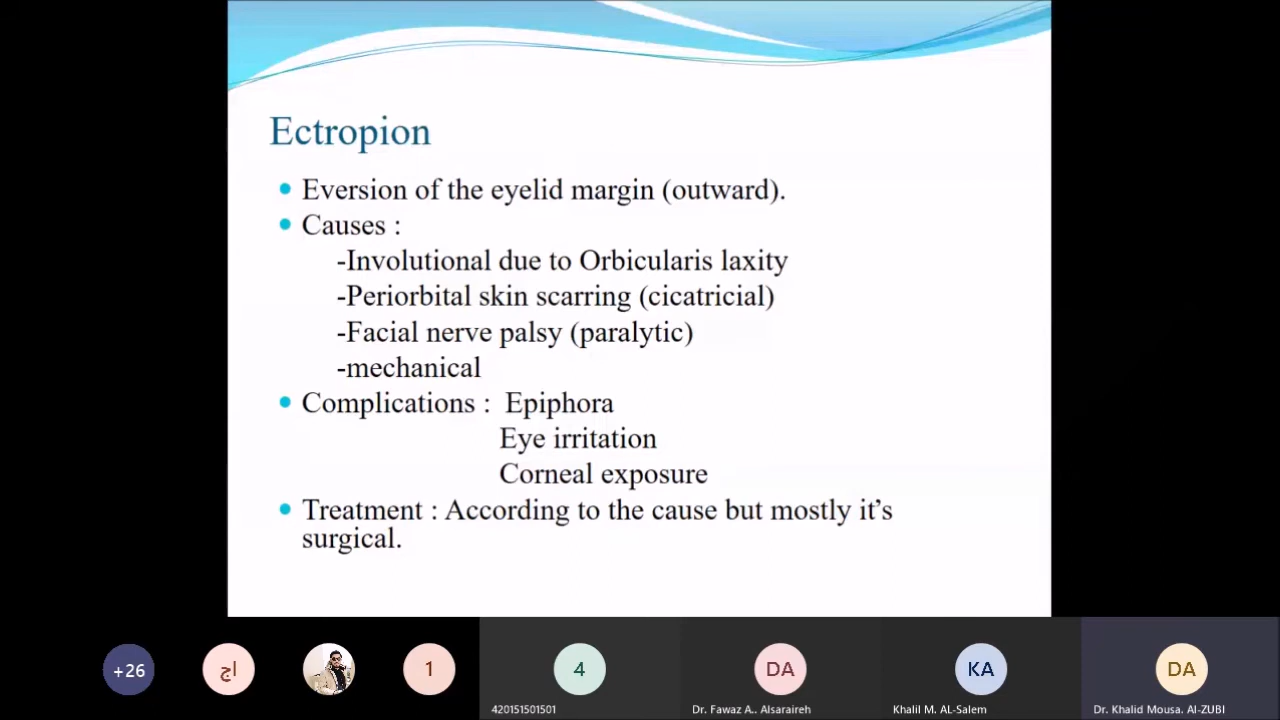 Ectropion
Eversion of the eyelid margin (outward).
Causes :
-Involutional due to Orbicularis laxity
-Periorbital skin scarring (cicatricial)
-Facial nerve palsy (paralytic)
-mechanical
Complications : Epiphora
Eye irritation
Corneal exposure
Treatment : According to the cause but mostly it’s
surgical.
+26
اج
1
4
DA
KA
DA
420151501501
Dr. Fawaz A.. Alsaraireh
Khalil M. AL-Salem
Dr. Khalid Mousa. Al-ZUBI